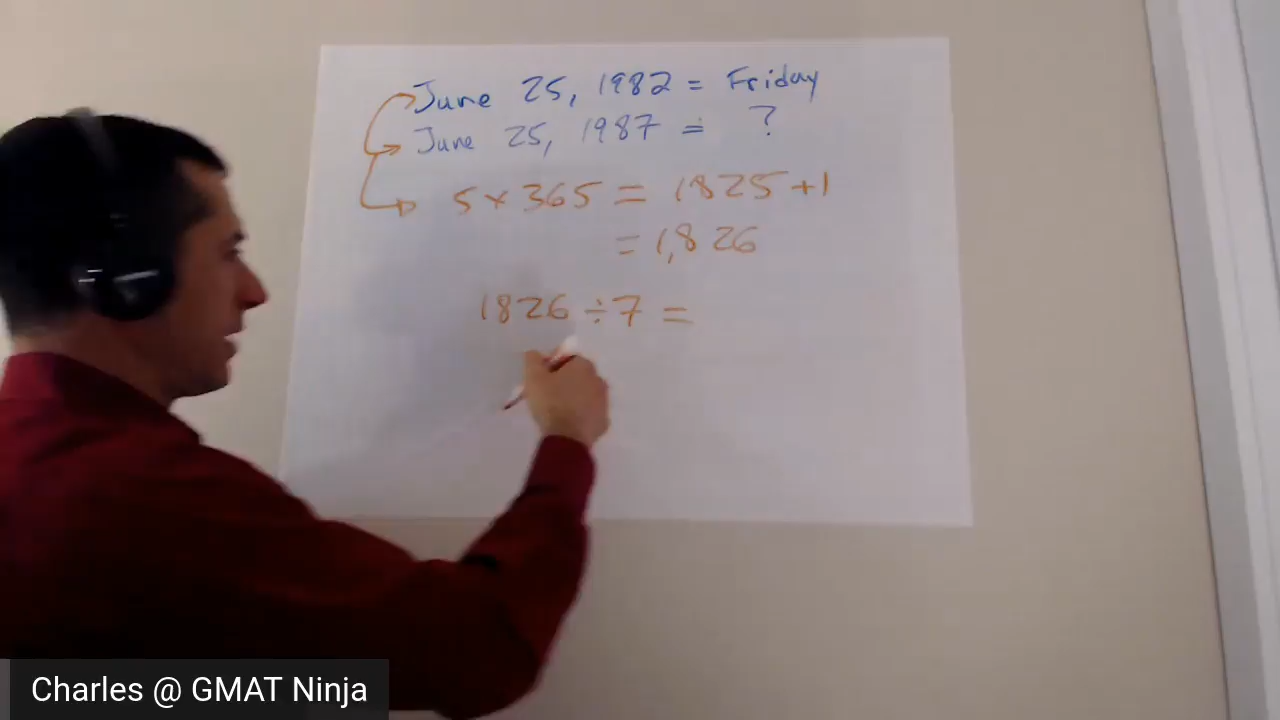 June 25, 1982 = Friday
June 25, 1987 = ?
5 × 365 = 1825 + 1
= 1,826
1826 ÷ 7 =
Charles @ GMAT Ninja